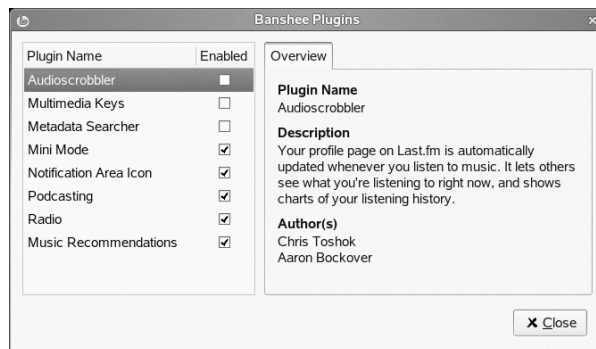 Banshee Plugins
Plugin Name Enabled
Audioscrobbler
Multimedia Keys
Metadata Searcher
Mini Mode
Notification Area Icon
Podcasting
Radio
Music Recommendations
Overview
Plugin Name
Audioscrobbler
Description
Your profile page on Last.fm is automatically
updated whenever you listen to music. It lets others
see what you're listening to right now, and shows
charts of your listening history.
Author(s)
Chris Toshok
Aaron Bockover
Close